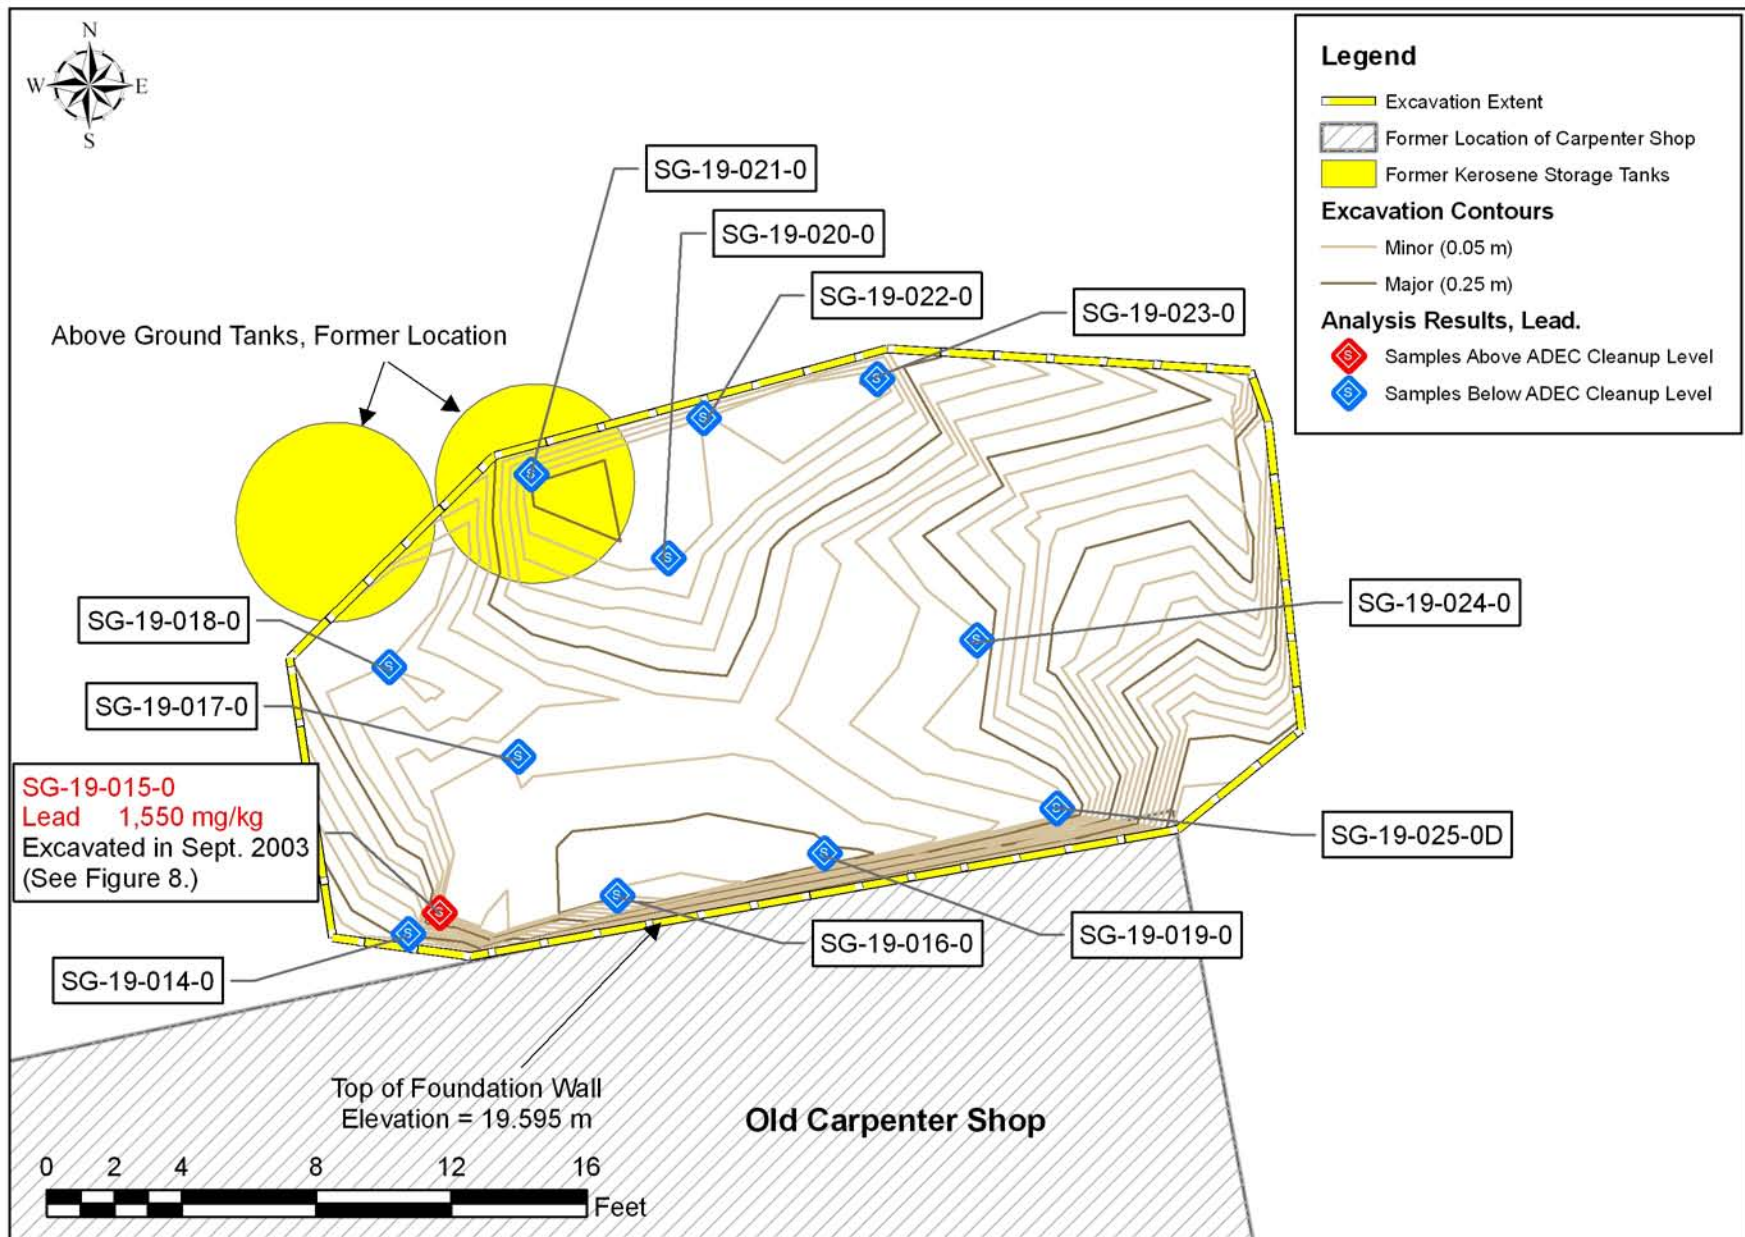 N
W
E
S
Legend
Excavation Extent
Former Location of Carpenter Shop
Former Kerosene Storage Tanks
Excavation Contours
Minor (0.05 m)
Major (0.25 m)
Analysis Results, Lead.
S Samples Above ADEC Cleanup Level
S Samples Below ADEC Cleanup Level
SG-19-021-0
SG-19-020-0
SG-19-022-0
SG-19-023-0
Above Ground Tanks, Former Location
SG-19-018-0
SG-19-024-0
SG-19-017-0
SG-19-015-0
Lead 1,550 mg/kg
Excavated in Sept. 2003
(See Figure 8.)
SG-19-025-0D
SG-19-016-0
SG-19-019-0
SG-19-014-0
Top of Foundation Wall
Elevation = 19.595 m
Old Carpenter Shop
0 2 4 8 12 16
Feet
S
S
S
S
S
S
S
S
S
S
S